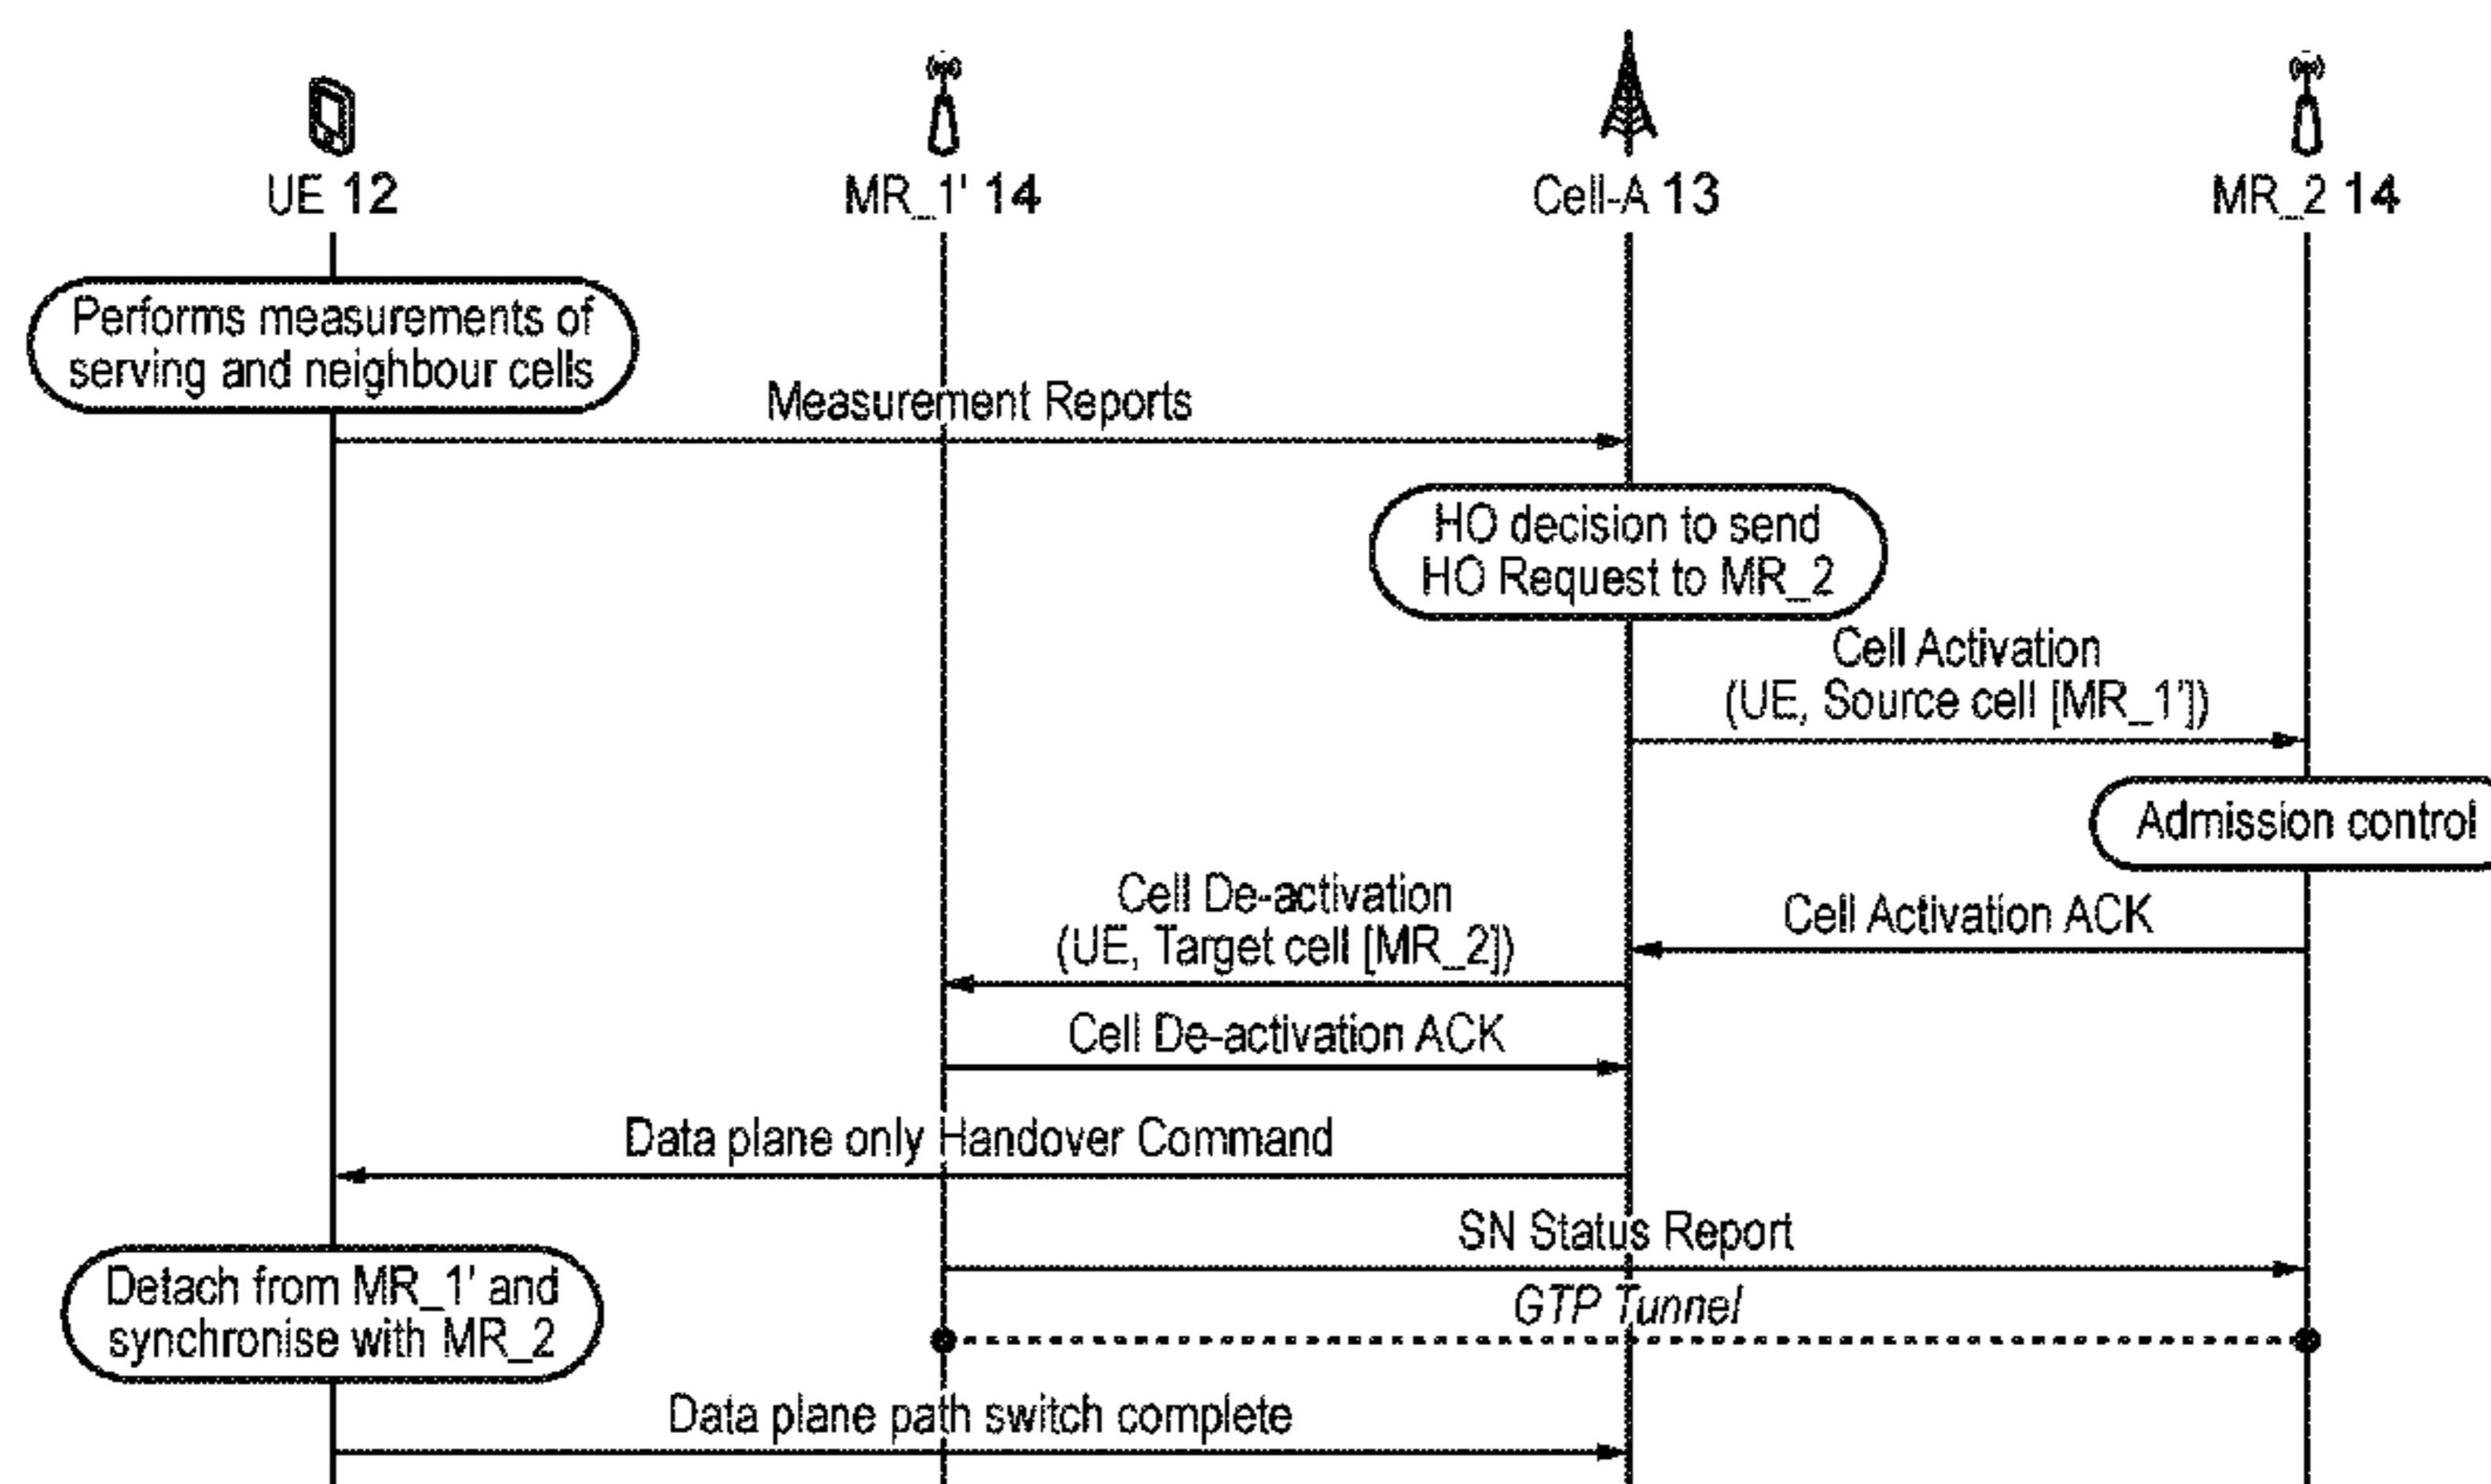 UE 12
MR_1' 14
Cell-A 13
MR_2 14
Performs measurements of
serving and neighbour cells
Measurement Reports
HO decision to send
HO Request to MR_2
Cell Activation
(UE, Source cell [MR_1'])
Admission control
Cell De-activation
(UE, Target cell [MR_2])
Cell Activation ACK
Cell De-activation ACK
Data plane only Handover Command
SN Status Report
Detach from MR_1' and
synchronise with MR_2
GTP Tunnel
Data plane path switch complete